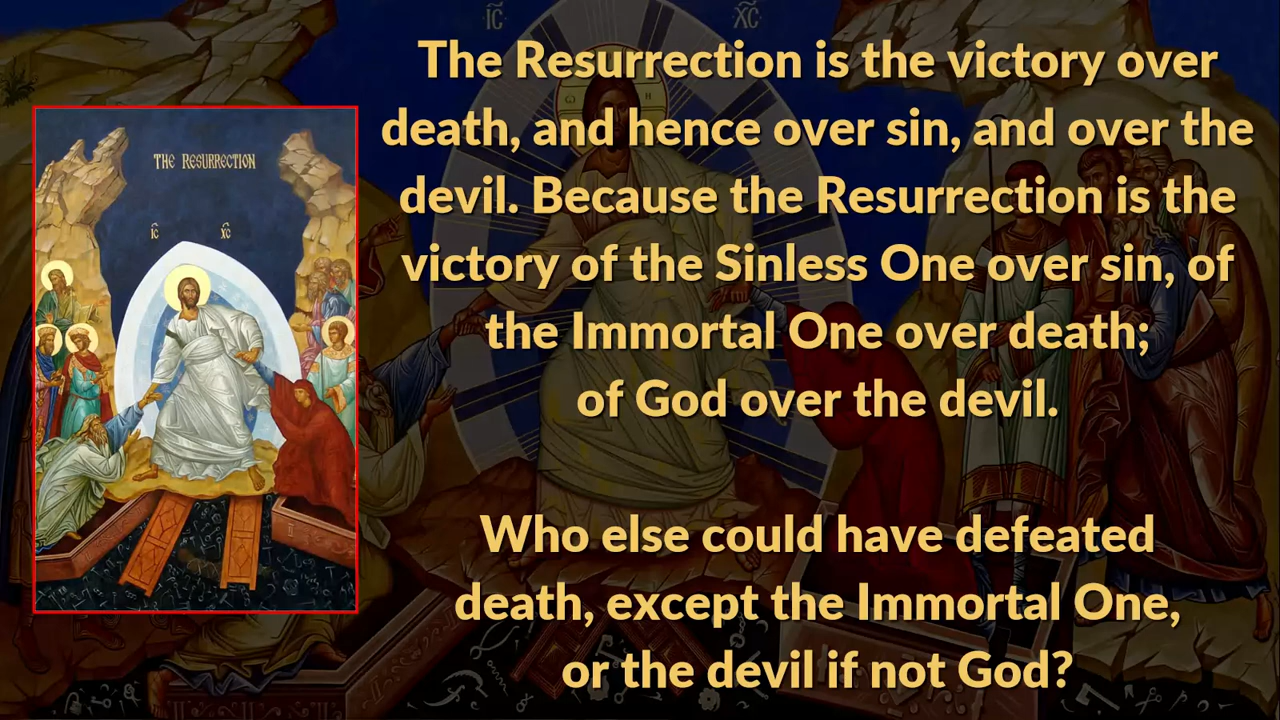 THE RESURRECTION
IC XC
IC XC
The Resurrection is the victory over
death, and hence over sin, and over the
devil. Because the Resurrection is the
victory of the Sinless One over sin, of
the Immortal One over death;
of God over the devil.
Who else could have defeated
death, except the Immortal One,
or the devil if not God?